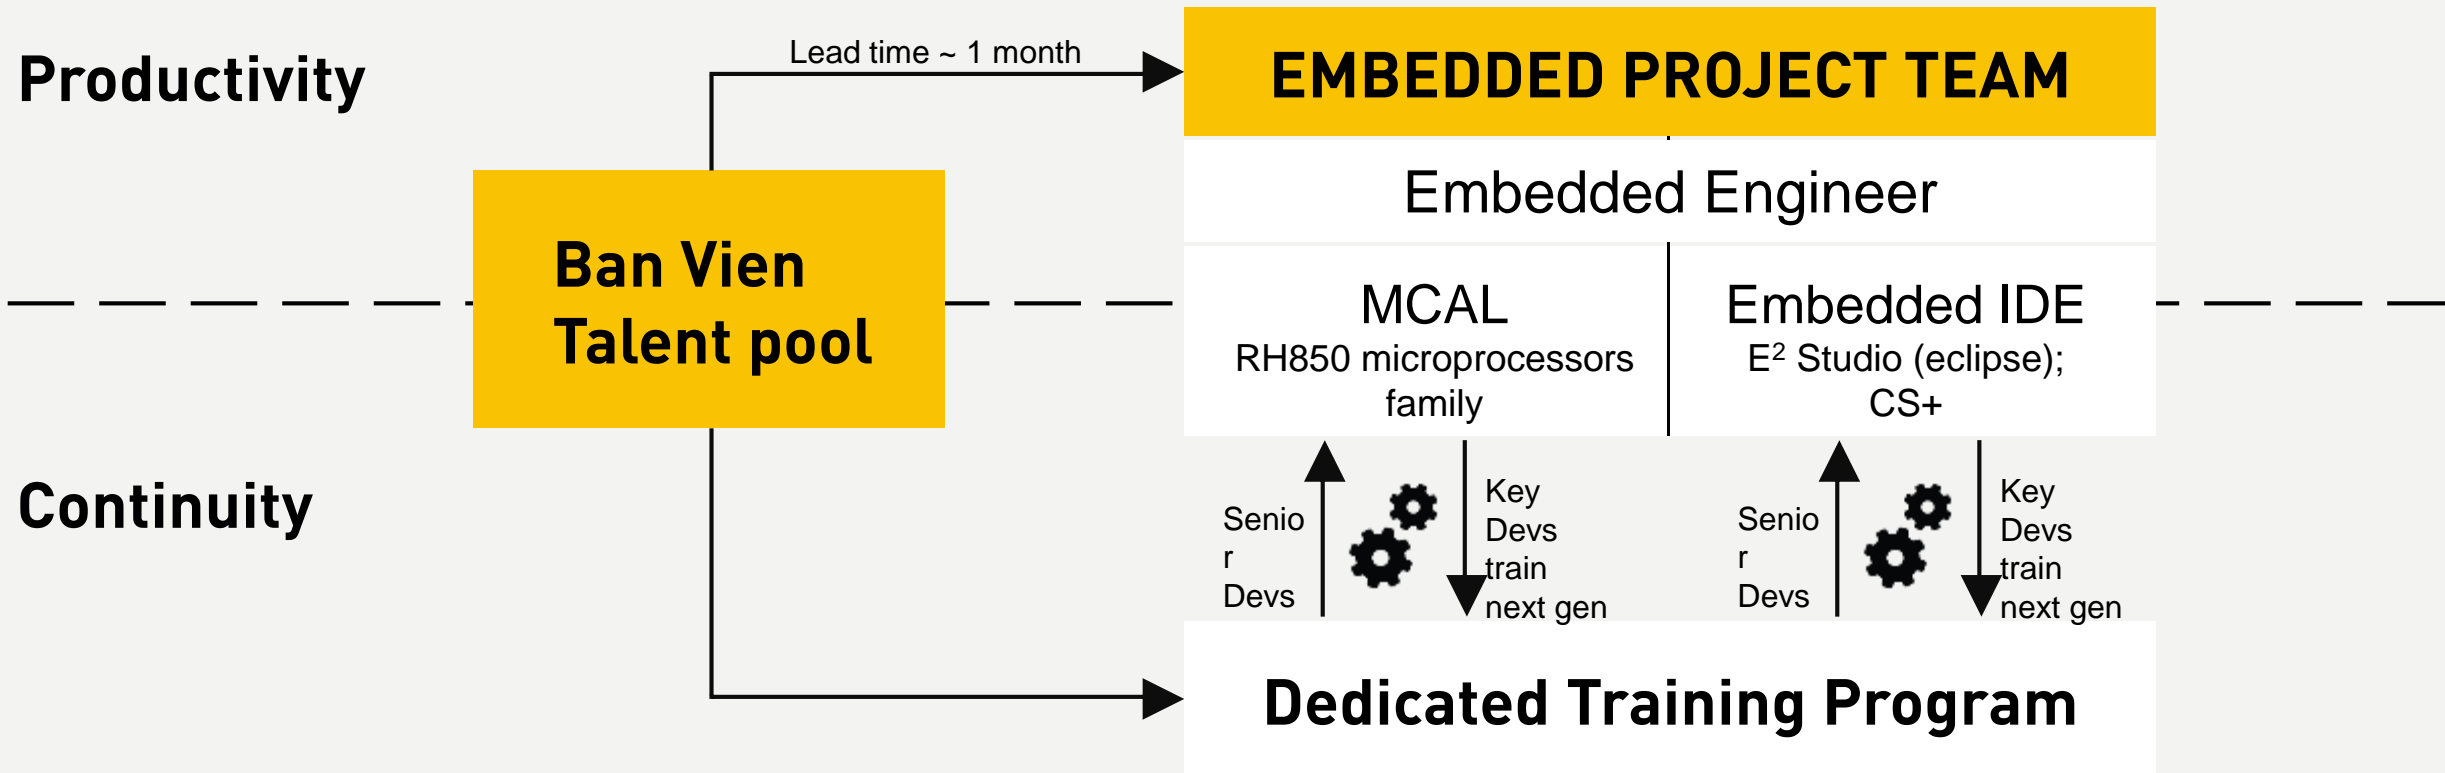 Productivity
Lead time ~ 1 month
EMBEDDED PROJECT TEAM
Embedded Engineer
Ban Vien
Talent pool
MCAL
RH850 microprocessors
family
Embedded IDE
E² Studio (eclipse);
CS+
Continuity
Senio
r
Devs
Key
Devs
train
next gen
Senio
r
Devs
Key
Devs
train
next gen
Dedicated Training Program